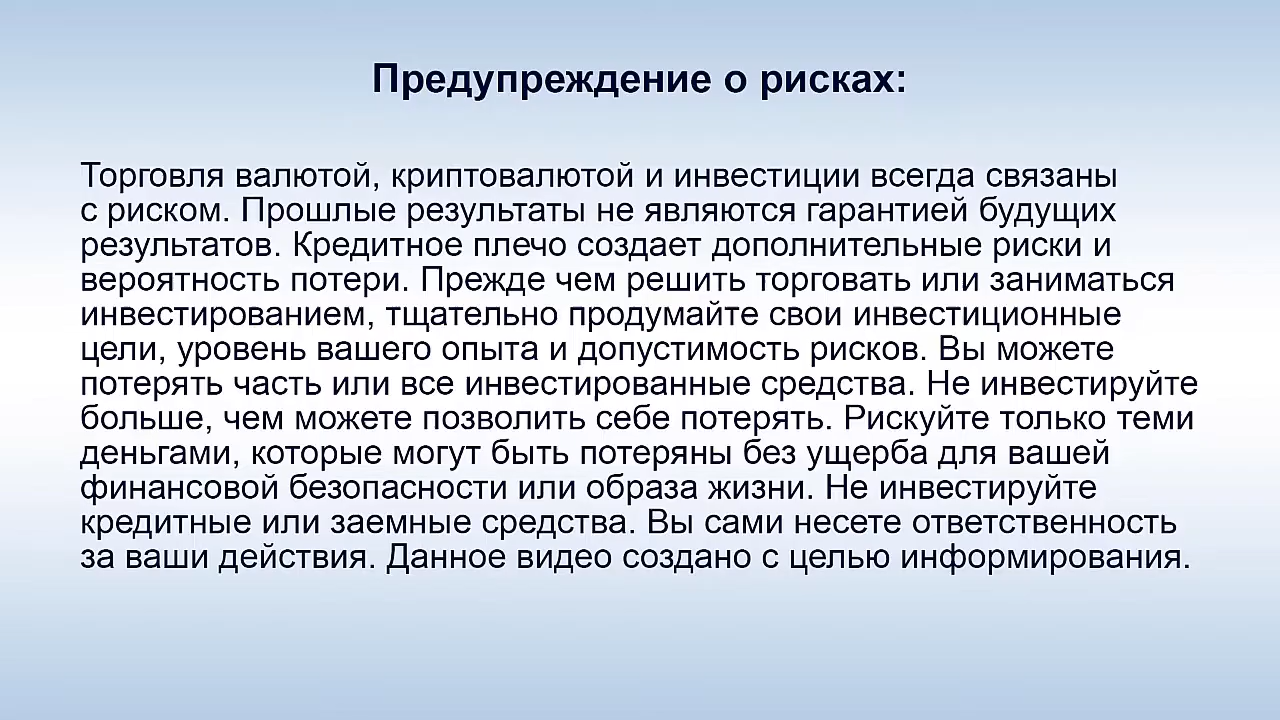 Предупреждение о рисках:
Торговля валютой, криптовалютой и инвестиции всегда связаны
с риском. Прошлые результаты не являются гарантией будущих
результатов. Кредитное плечо создает дополнительные риски и
вероятность потери. Прежде чем решить торговать или заниматься
инвестированием, тщательно продумайте свои инвестиционные
цели, уровень вашего опыта и допустимость рисков. Вы можете
потерять часть или все инвестированные средства. Не инвестируйте
больше, чем можете позволить себе потерять. Рискуйте только теми
деньгами, которые могут быть потеряны без ущерба для вашей
финансовой безопасности или образа жизни. Не инвестируйте
кредитные или заемные средства. Вы сами несете ответственность
за ваши действия. Данное видео создано с целью информирования.